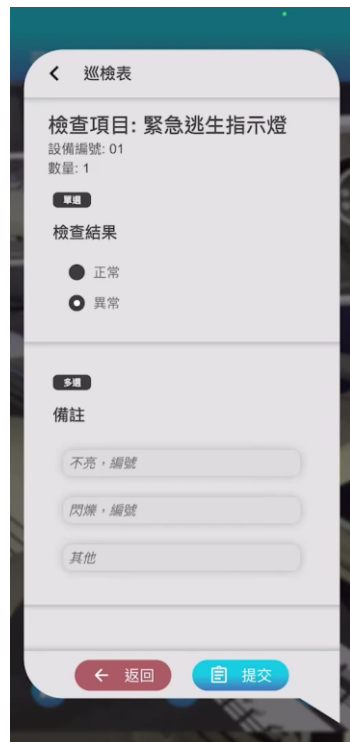 巡檢表
檢查項目: 緊急逃生指示燈
設備編號: 01
數量: 1
單選
檢查結果
正常
異常
多選
備註
不亮，編號
閃爍，編號
其他
返回
提交